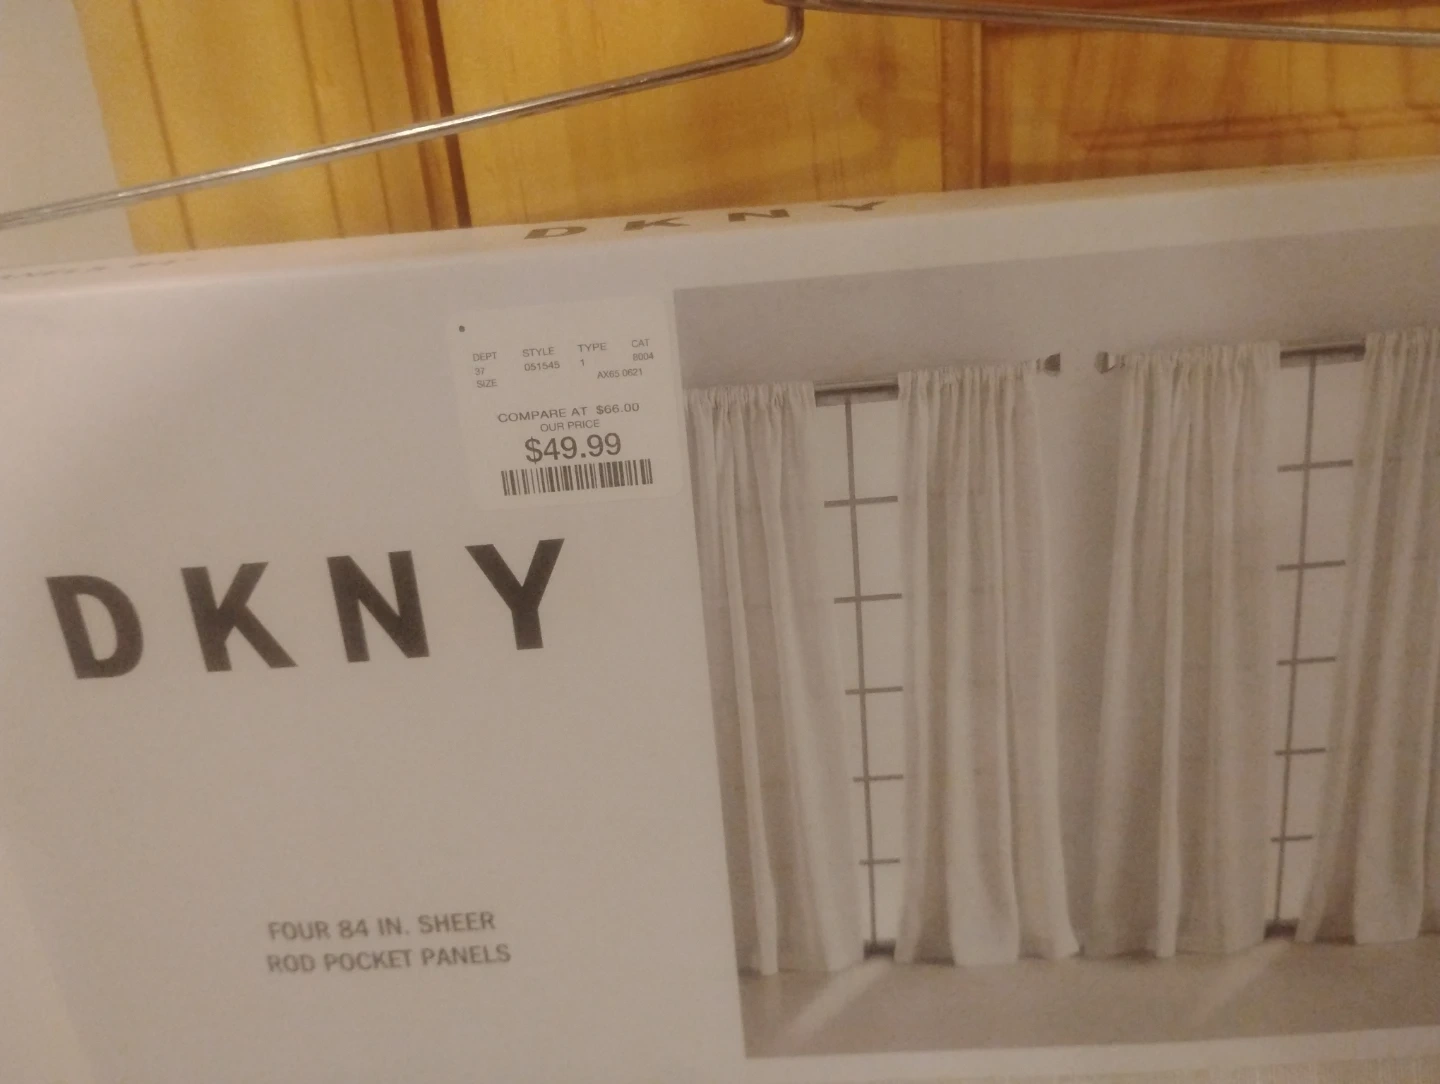 DKNY
DEPT STYLE TYPE CAT
37 051545 1 8004
SIZE AX65 0621
COMPARE AT $66.00
OUR PRICE
$49.99
DKNY
FOUR 84 IN. SHEER
ROD POCKET PANELS